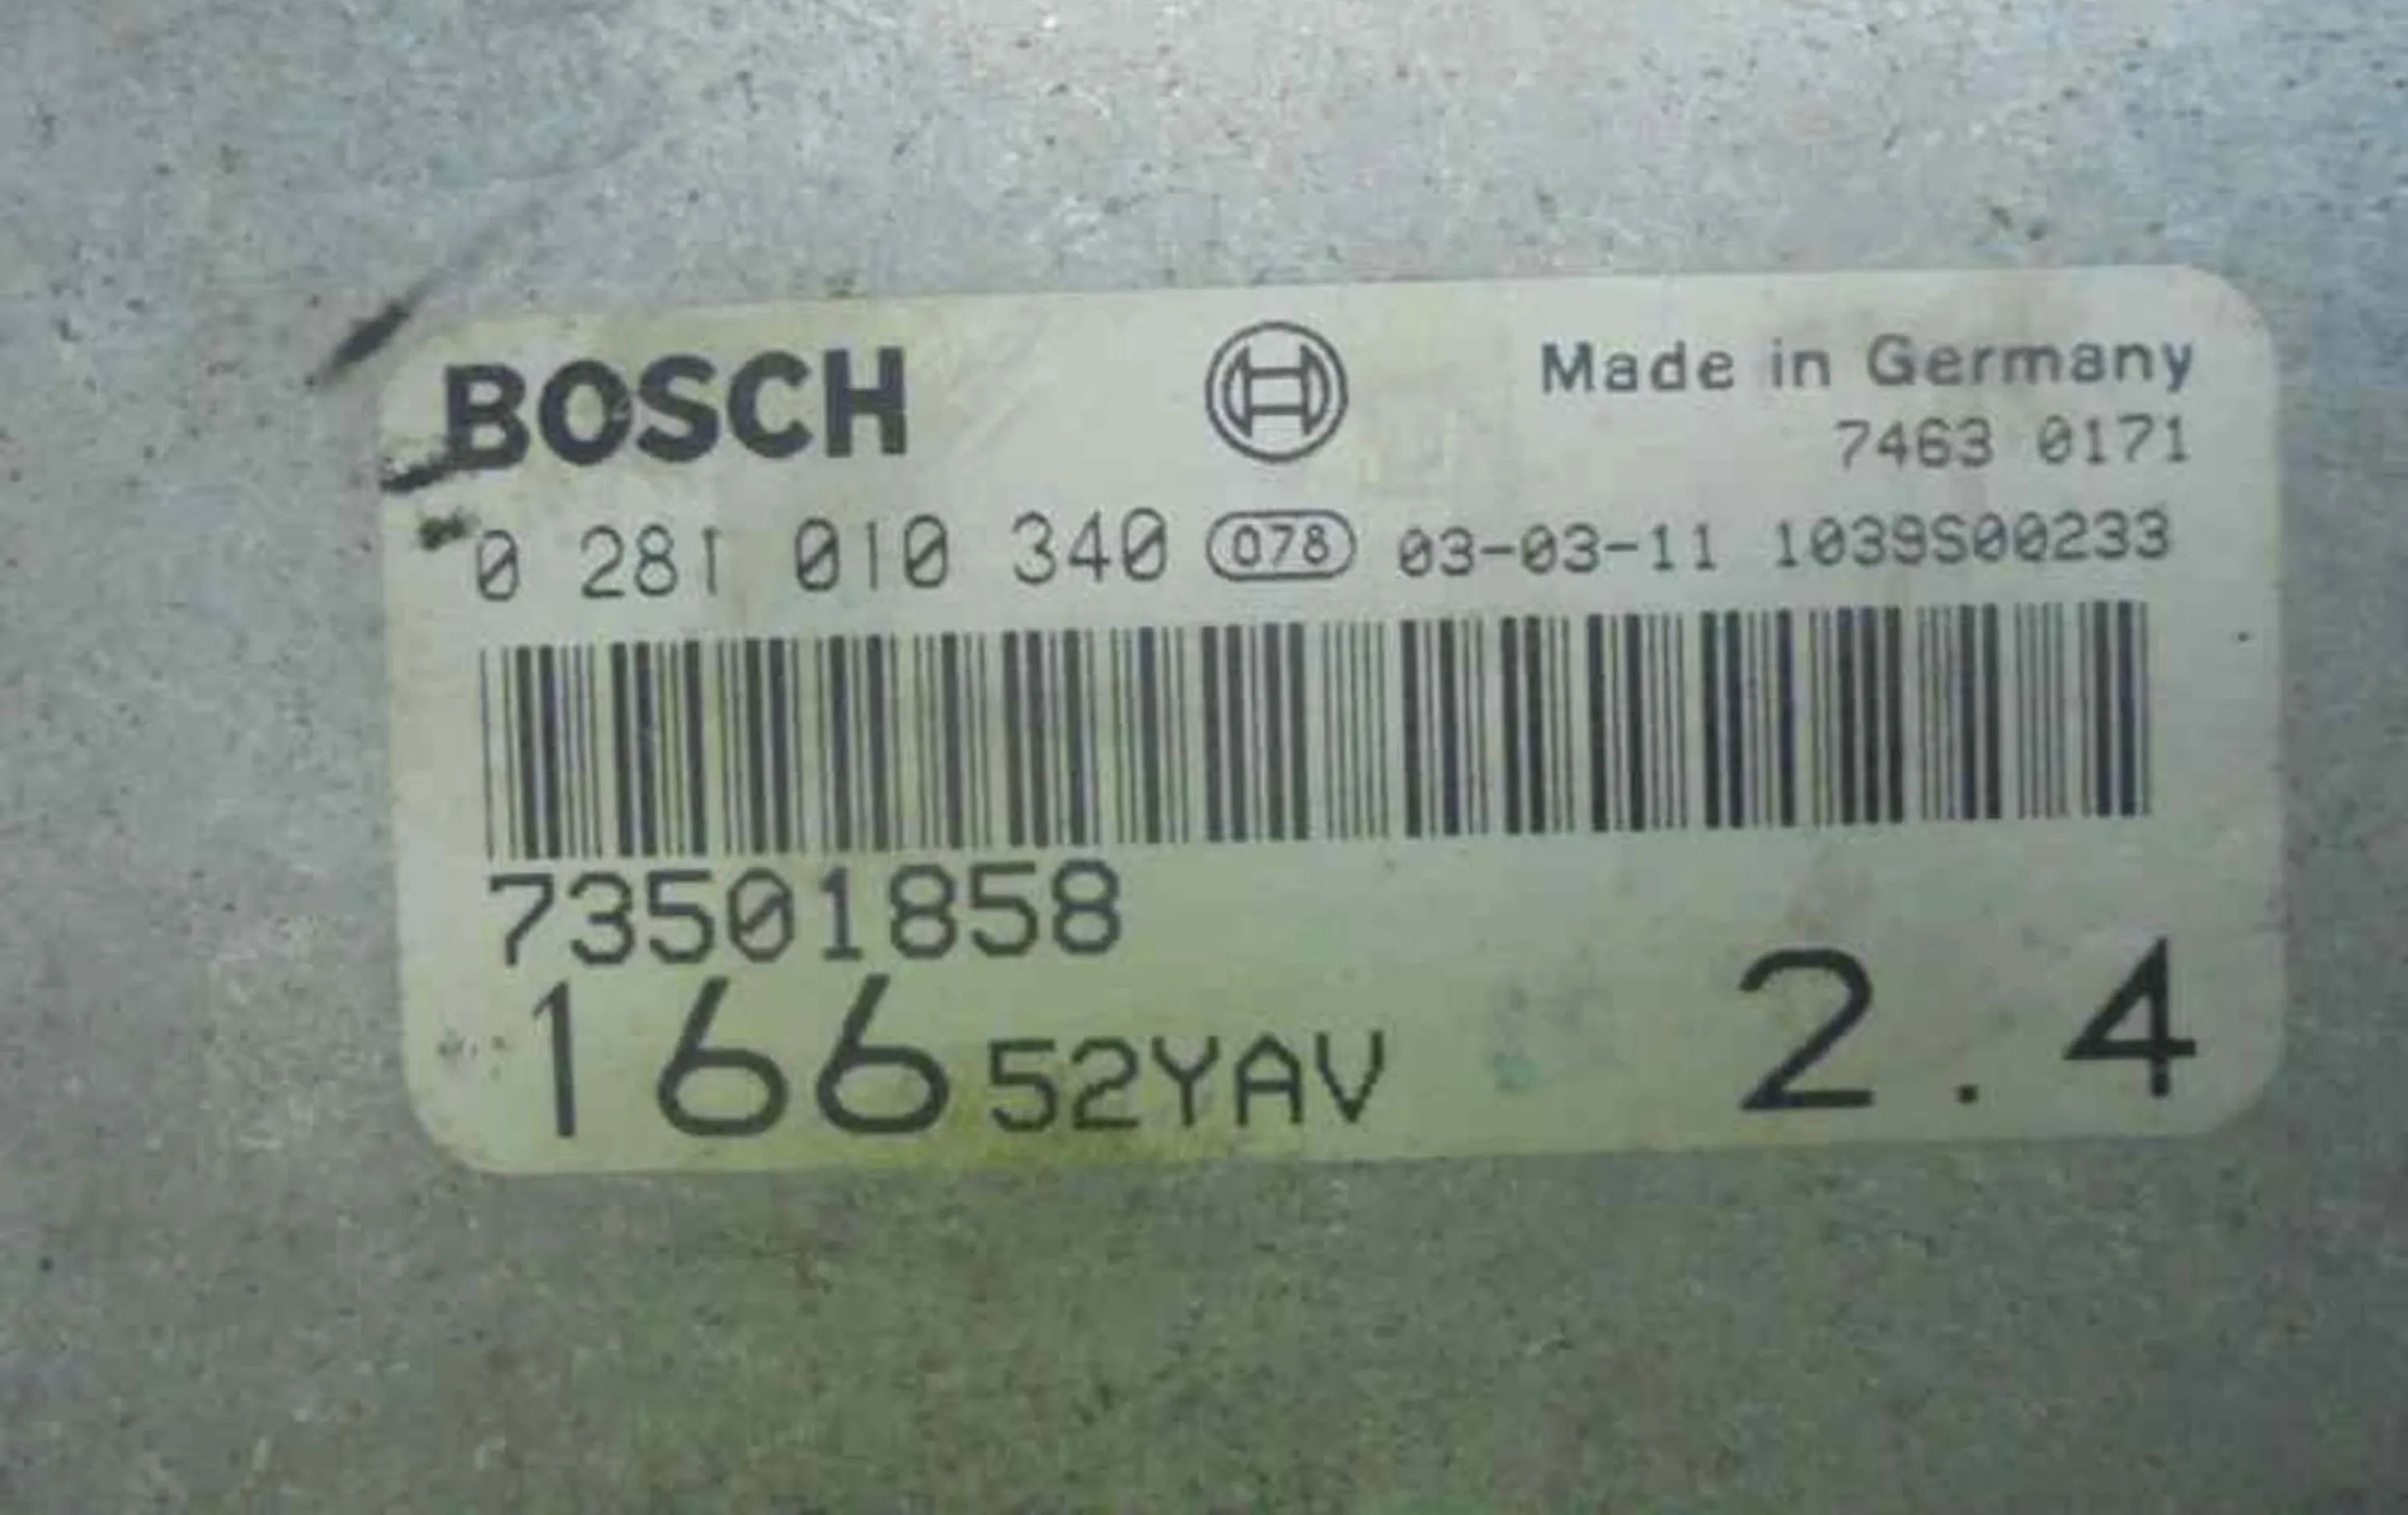 BOSCH Made in Germany
7463 0171
0 281 010 340 078 03-03-11 1039S00233
73501858
166 52YAV 2.4